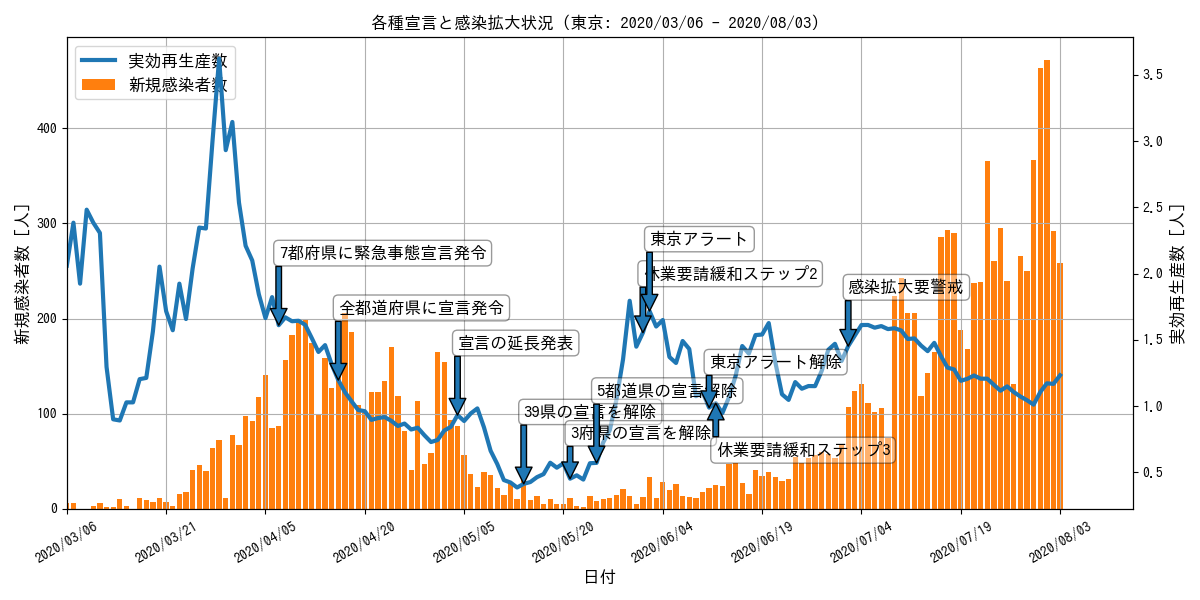 各種宣言と感染拡大状況 (東京: 2020/03/06 - 2020/08/03)
実効再生産数
新規感染者数
新規感染者数 [人]
400
300
200
100
0
3.5
3.0
2.5
2.0
1.5
1.0
0.5
実効再生産数 [人]
東京アラート
7都府県に緊急事態宣言発令
休業要請緩和ステップ2
感染拡大要警戒
全都道府県に宣言発令
宣言の延長発表
東京アラート解除
5都道県の宣言解除
39県の宣言を解除
3府県の宣言を解除
休業要請緩和ステップ3
2020/03/06
2020/03/21
2020/04/05
2020/04/20
2020/05/05
2020/05/20
2020/06/04
2020/06/19
2020/07/04
2020/07/19
2020/08/03
日付